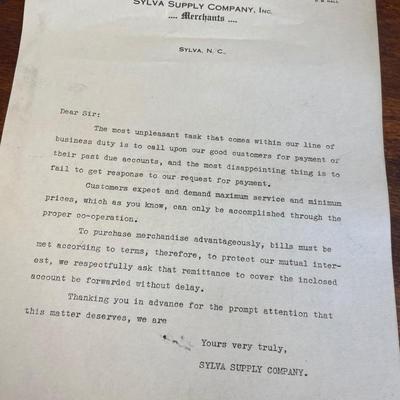 D. M. HALL
SYLVA SUPPLY COMPANY, INC.
.... Merchants ....
SYLVA, N. C.,
Dear Sir:
The most unpleasant task that comes within our line of
business duty is to call upon our good customers for payment of
their past due accounts, and the most disappointing thing is to
fail to get response to our request for payment.
Customers expect and demand maximum service and minimum
prices, which as you know, can only be accomplished through the
proper co-operation.
To purchase merchandise advantageously, bills must be
met according to terms, therefore, to protect our mutual inter-
est, we respectfully ask that remittance to cover the inclosed
account be forwarded without delay.
Thanking you in advance for the prompt attention that
this matter deserves, we are
Yours very truly,
SYLVA SUPPLY COMPANY.